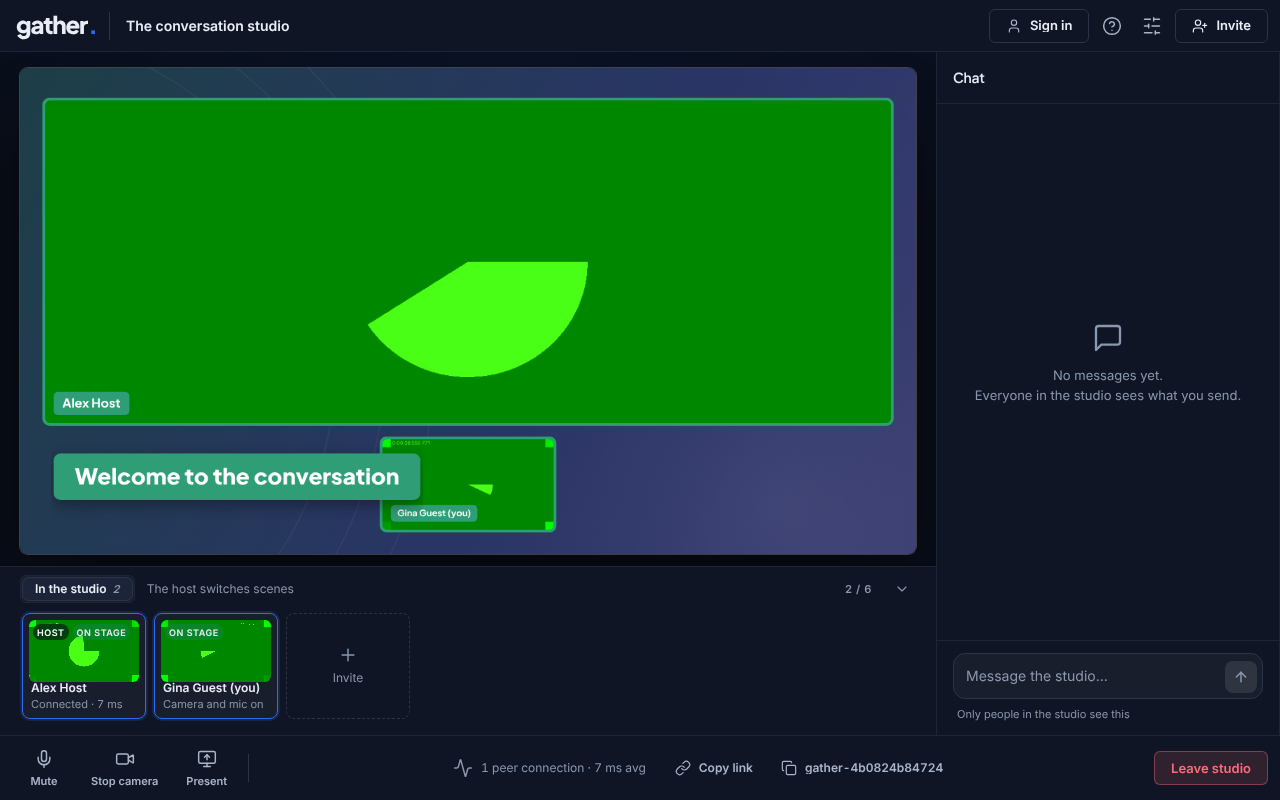 gather.
The conversation studio
Sign in
Invite
Chat
Alex Host
Welcome to the conversation
Gina Guest (you)
No messages yet.
Everyone in the studio sees what you send.
In the studio 2
The host switches scenes
2 / 6
HOST
ON STAGE
Alex Host
Connected · 7 ms
ON STAGE
Gina Guest (you)
Camera and mic on
Invite
Message the studio...
Only people in the studio see this
Mute
Stop camera
Present
1 peer connection · 7 ms avg
Copy link
gather-4b0824b84724
Leave studio